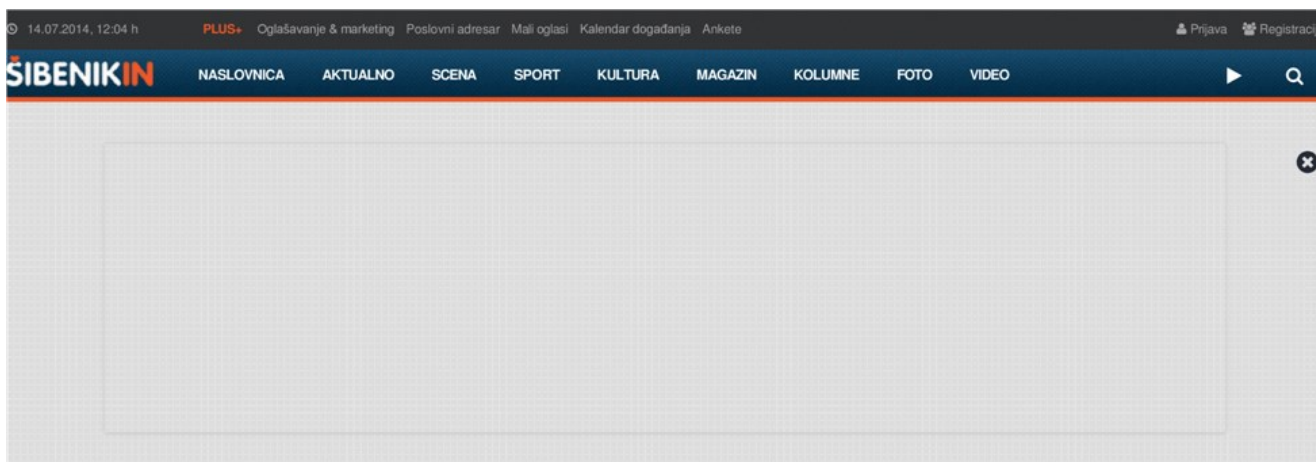 14.07.2014, 12:04 h PLUS+ Oglašavanje & marketing Poslovni adresar Mali oglasi Kalendar događanja Ankete Prijava Registracij
ŠIBENIKIN NASLOVNICA AKTUALNO SCENA SPORT KULTURA MAGAZIN KOLUMNE FOTO VIDEO